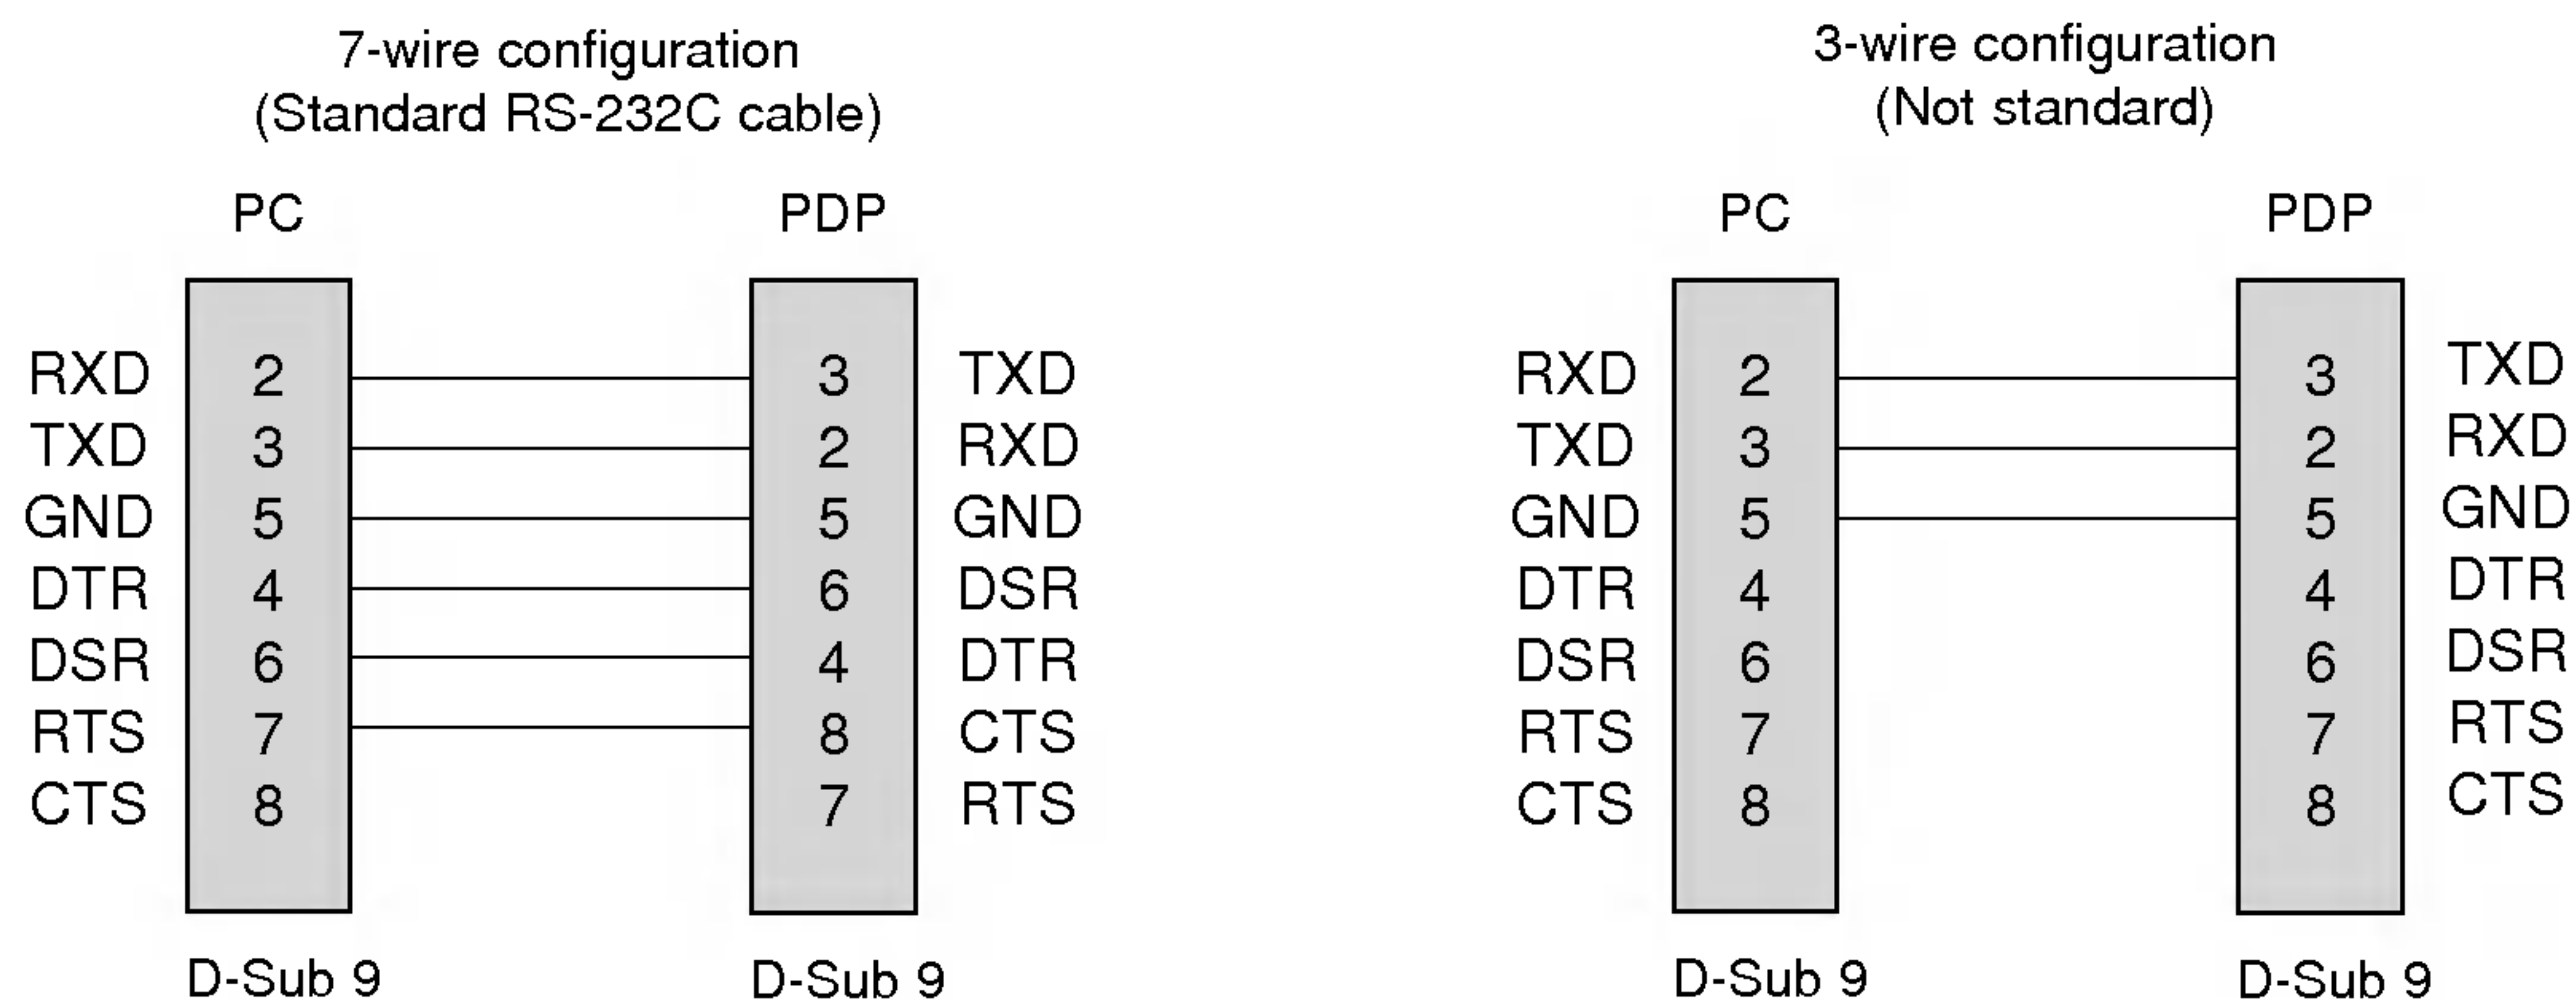 7-wire configuration
(Standard RS-232C cable)
PC PDP
RXD 2 3 TXD
TXD 3 2 RXD
GND 5 5 GND
DTR 4 6 DSR
DSR 6 4 DTR
RTS 7 8 CTS
CTS 8 7 RTS
D-Sub 9 D-Sub 9
3-wire configuration
(Not standard)
PC PDP
RXD 2 3 TXD
TXD 3 2 RXD
GND 5 5 GND
DTR 4 4 DTR
DSR 6 6 DSR
RTS 7 7 RTS
CTS 8 8 CTS
D-Sub 9 D-Sub 9